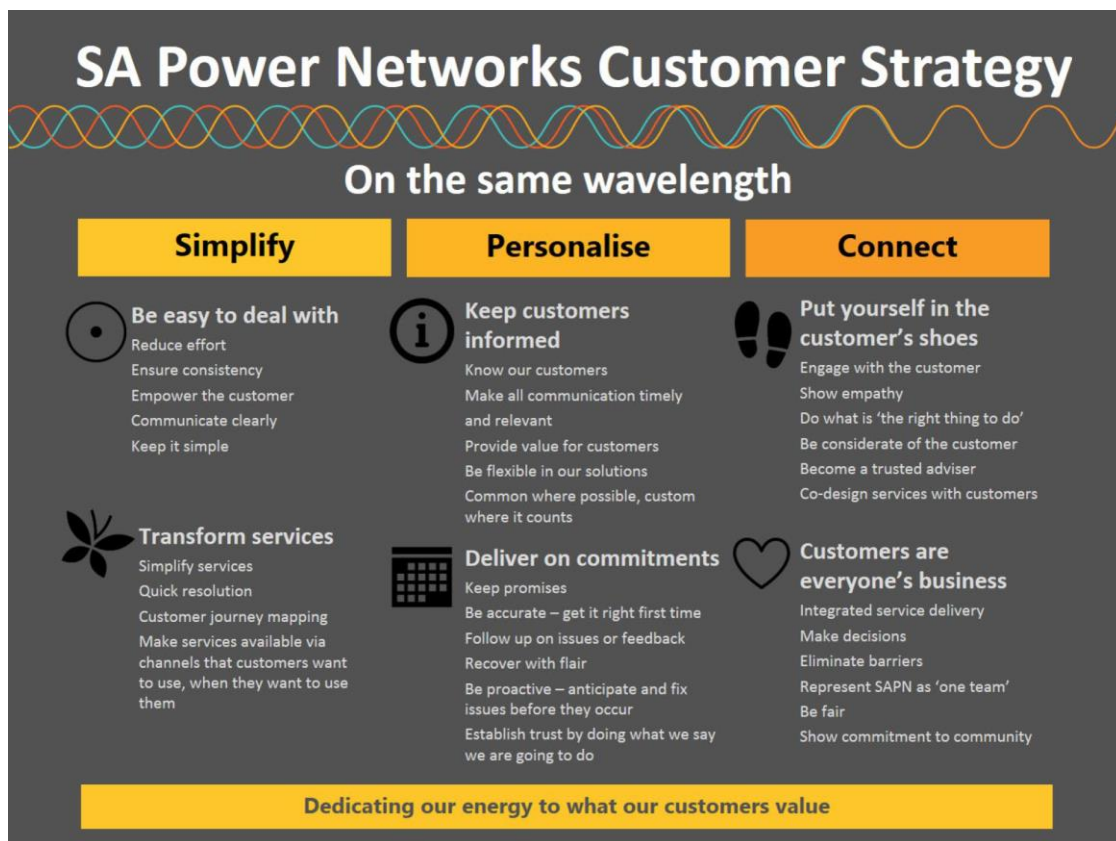 SA Power Networks Customer Strategy
On the same wavelength
Simplify
Be easy to deal with
Reduce effort
Ensure consistency
Empower the customer
Communicate clearly
Keep it simple
Transform services
Simplify services
Quick resolution
Customer journey mapping
Make services available via
channels that customers want
to use, when they want to use
them
Personalise
Keep customers
informed
Know our customers
Make all communication timely
and relevant
Provide value for customers
Be flexible in our solutions
Common where possible, custom
where it counts
Deliver on commitments
Keep promises
Be accurate – get it right first time
Follow up on issues or feedback
Recover with flair
Be proactive – anticipate and fix
issues before they occur
Establish trust by doing what we say
we are going to do
Connect
Put yourself in the
customer's shoes
Engage with the customer
Show empathy
Do what is ‘the right thing to do’
Be considerate of the customer
Become a trusted adviser
Co-design services with customers
Customers are
everyone's business
Integrated service delivery
Make decisions
Eliminate barriers
Represent SAPN as ‘one team’
Be fair
Show commitment to community
Dedicating our energy to what our customers value